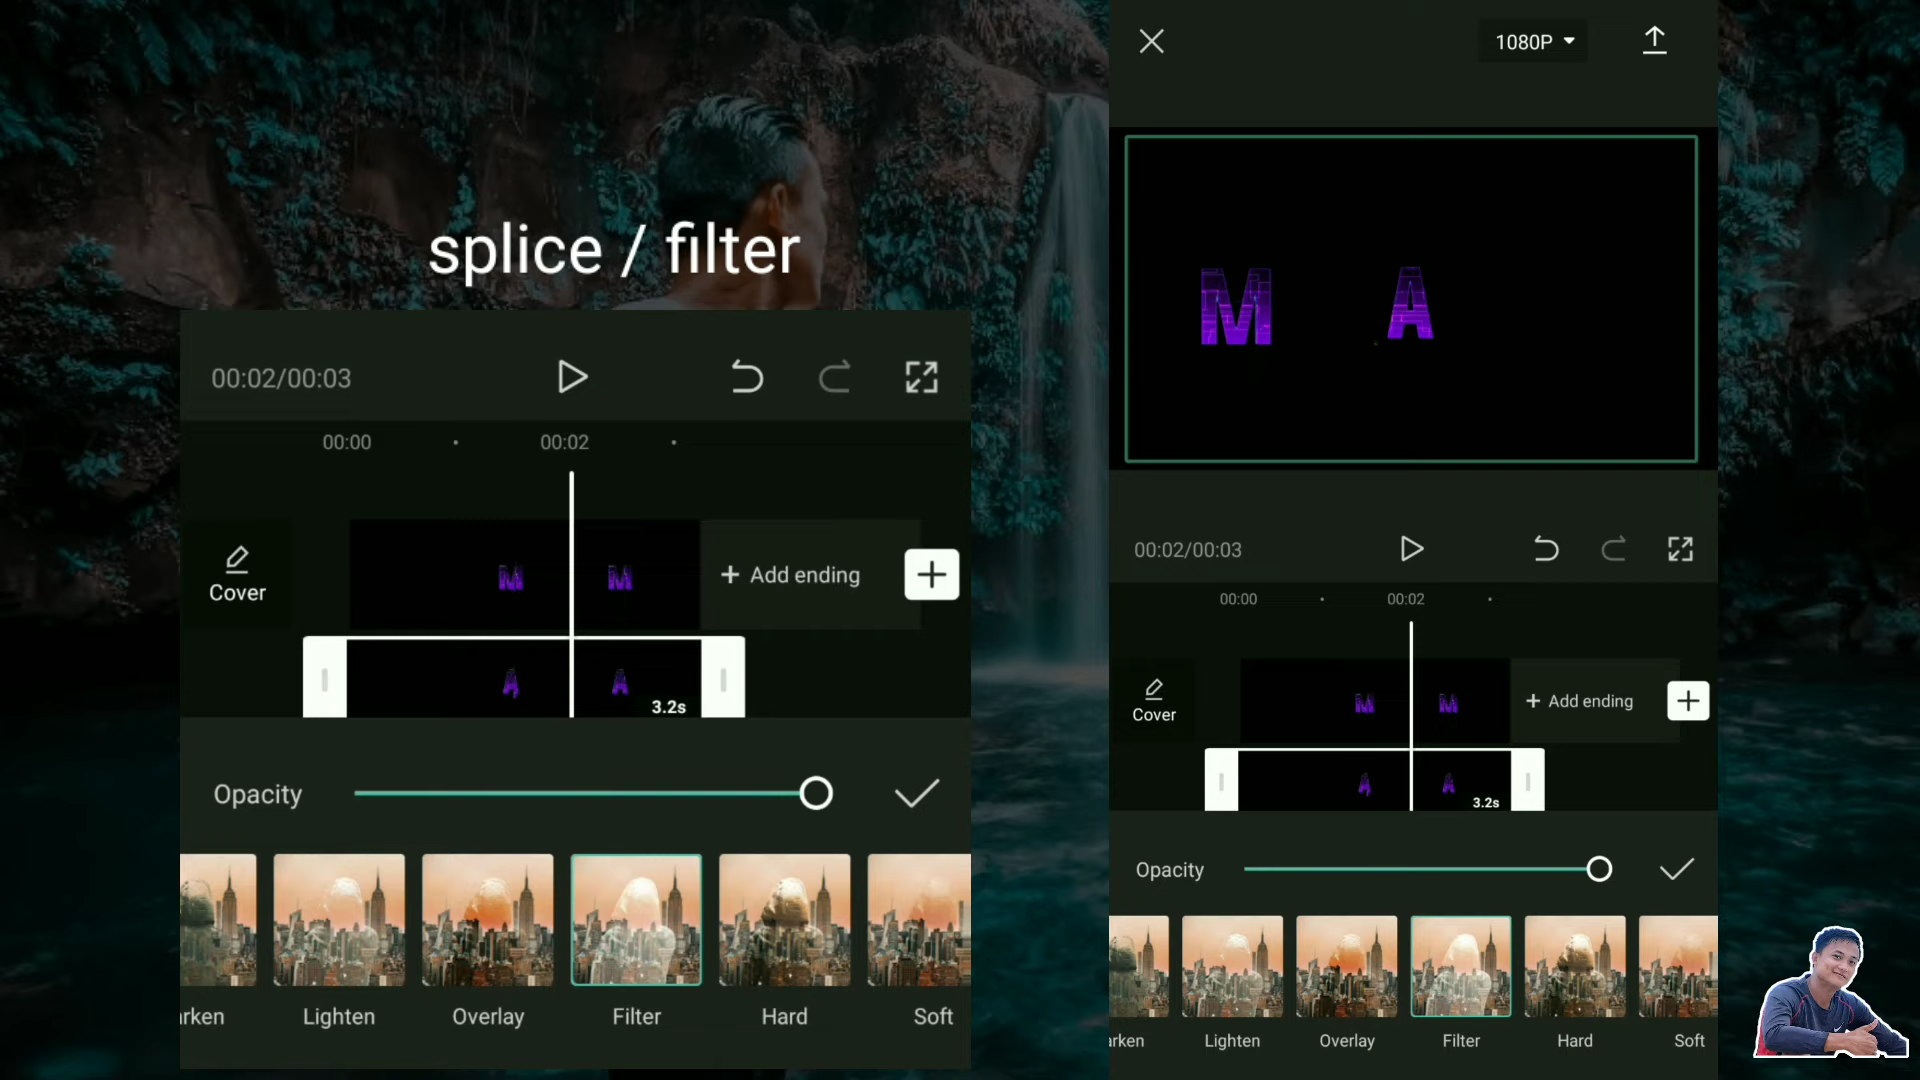 splice / filter
00:02/00:03
00:00
00:02
Cover
M
M
+ Add ending
A
A
3.2s
Opacity
rken
Lighten
Overlay
Filter
Hard
Soft
1080P
M
A
00:02/00:03
00:00
00:02
Cover
M
M
+ Add ending
A
A
3.2s
Opacity
arken
Lighten
Overlay
Filter
Hard
Soft